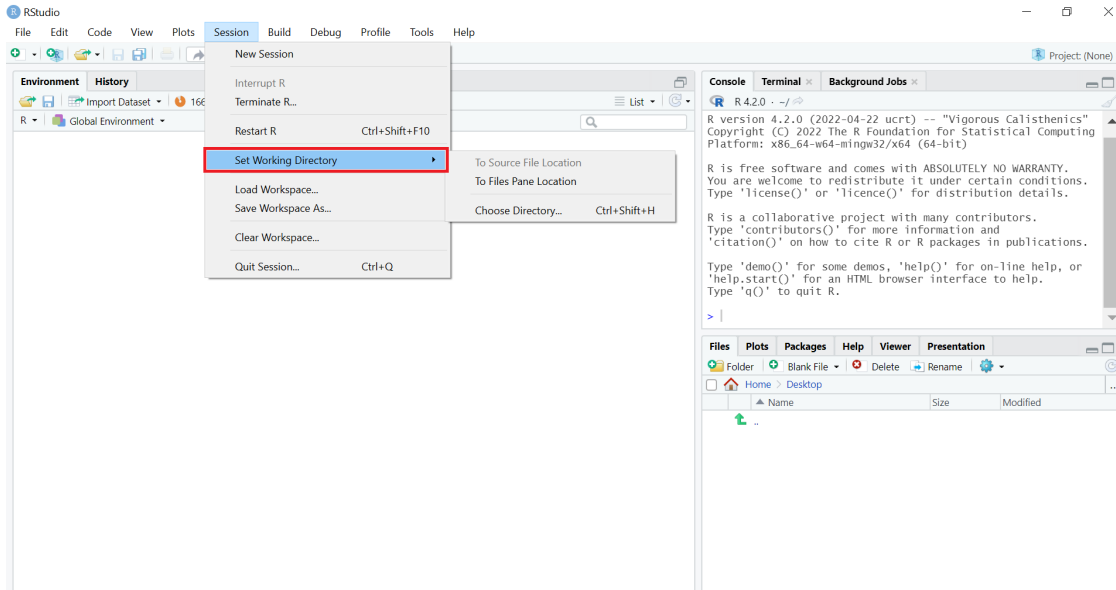 RStudio
File Edit Code View Plots Session Build Debug Profile Tools Help
Project: (None)
New Session
Interrupt R
Terminate R...
Restart R Ctrl+Shift+F10
Set Working Directory
Load Workspace...
Save Workspace As...
Clear Workspace...
Quit Session... Ctrl+Q
To Source File Location
To Files Pane Location
Choose Directory... Ctrl+Shift+H
Environment History
Import Dataset 166
List
R Global Environment
Console Terminal Background Jobs
R 4.2.0 · ~/
R version 4.2.0 (2022-04-22 ucrt) -- "Vigorous Calisthenics"
Copyright (C) 2022 The R Foundation for Statistical Computing
Platform: x86_64-w64-mingw32/x64 (64-bit)
R is free software and comes with ABSOLUTELY NO WARRANTY.
You are welcome to redistribute it under certain conditions.
Type 'license()' or 'licence()' for distribution details.
R is a collaborative project with many contributors.
Type 'contributors()' for more information and
'citation()' on how to cite R or R packages in publications.
Type 'demo()' for some demos, 'help()' for on-line help, or
'help.start()' for an HTML browser interface to help.
Type 'q()' to quit R.
>
Files Plots Packages Help Viewer Presentation
Folder Blank File Delete Rename
Home > Desktop ..
Name Size Modified
..